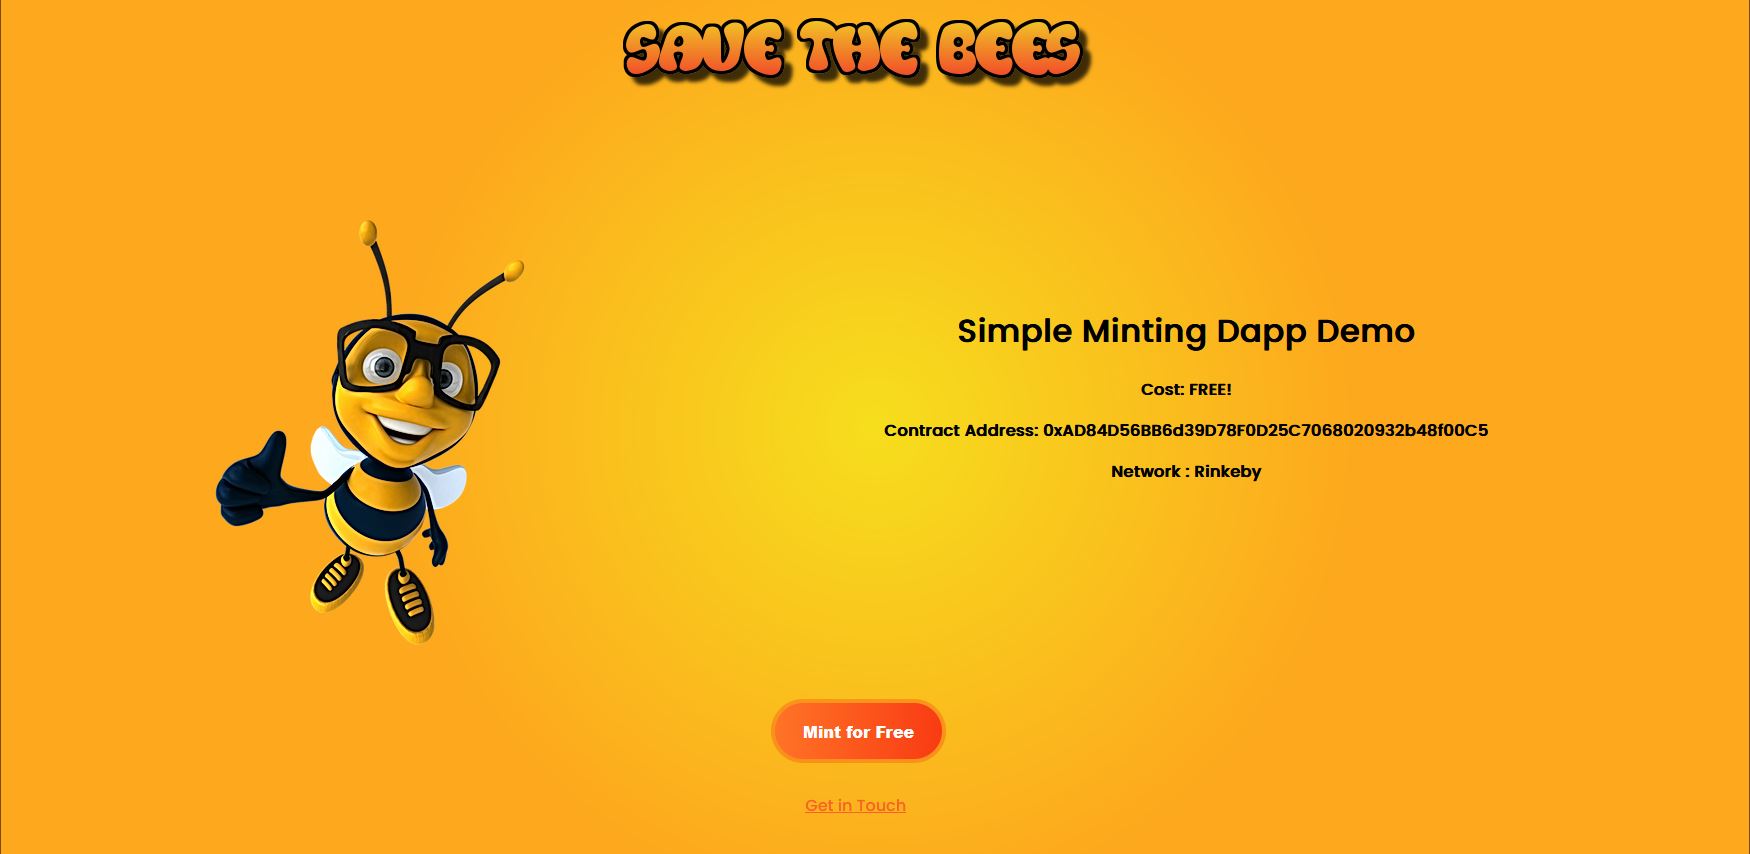 SAVE THE BEES
Simple Minting Dapp Demo
Cost: FREE!
Contract Address: 0xAD84D56BB6d39D78F0D25C7068020932b48f00C5
Network : Rinkeby
Mint for Free
Get in Touch